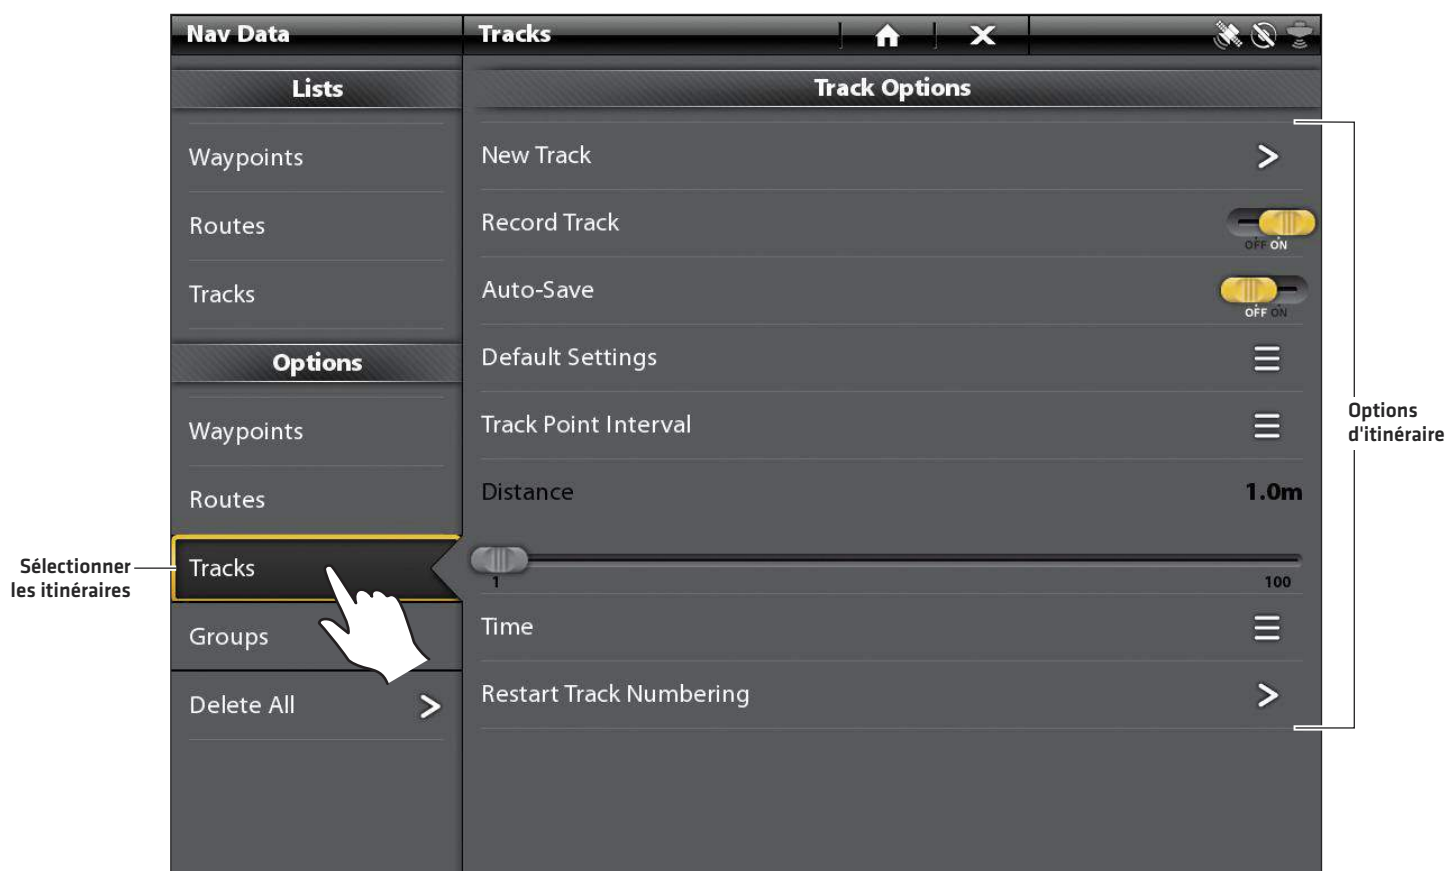 Nav Data
Tracks
Lists
Waypoints
Routes
Tracks
Options
Waypoints
Routes
Tracks
Groups
Delete All
Track Options
New Track
Record Track
OFF ON
Auto-Save
OFF ON
Default Settings
Track Point Interval
Distance
1.0m
1
100
Time
Restart Track Numbering
Sélectionner
les itinéraires
Options
d'itinéraire